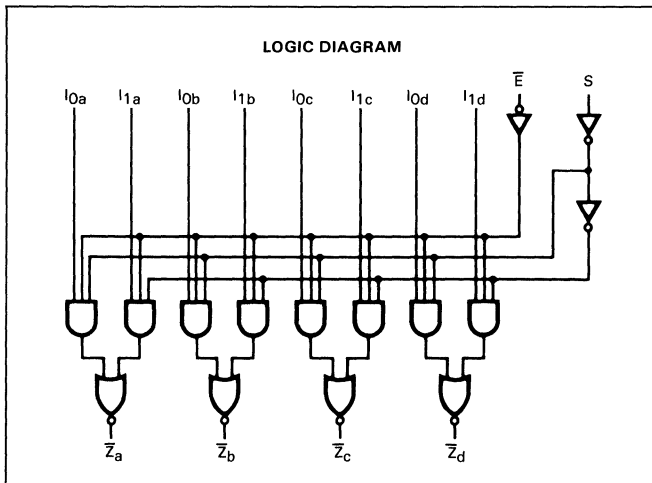 LOGIC DIAGRAM
I0a I1a I0b I1b I0c I1c I0d I1d E̅ S
Z̅a Z̅b Z̅c Z̅d